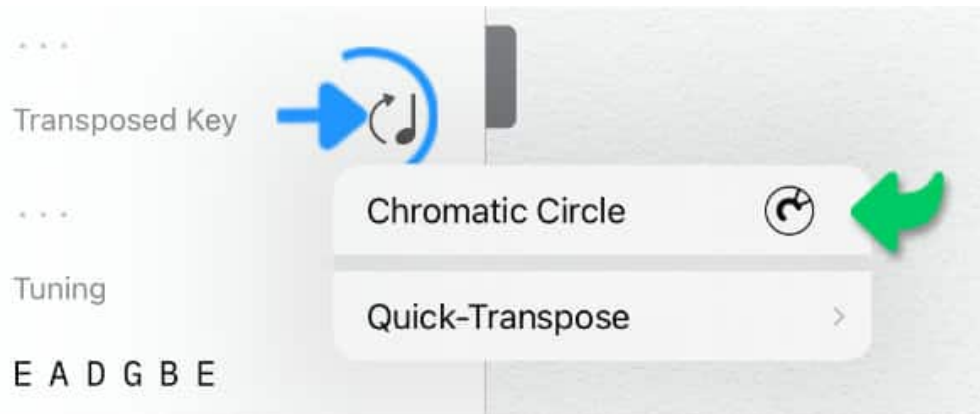 ...
Transposed Key
Chromatic Circle
...
Tuning
Quick-Transpose
E A D G B E